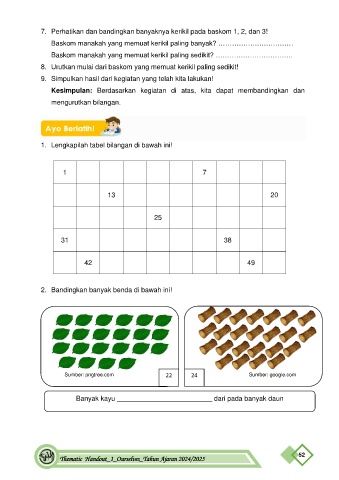 7. Perhatikan dan bandingkan banyaknya kerikil pada baskom 1, 2, dan 3!
Baskom manakah yang memuat kerikil paling banyak? ……………………………
Baskom manakah yang memuat kerikil paling sedikit? ……………………………
8. Urutkan mulai dari baskom yang memuat kerikil paling sedikit!
9. Simpulkan hasil dari kegiatan yang telah kita lakukan!
Kesimpulan: Berdasarkan kegiatan di atas, kita dapat membandingkan dan
mengurutkan bilangan.
Ayo Berlatih!
1. Lengkapilah tabel bilangan di bawah ini!
1 7
13 20
25
31 38
42 49
2. Bandingkan banyak benda di bawah ini!
Sumber: pngtree.com 22 24 Sumber: google.com
Banyak kayu ________________________ dari pada banyak daun
Thematic Handout_1_Ourselves_Tahun Ajaran 2024/2025
52